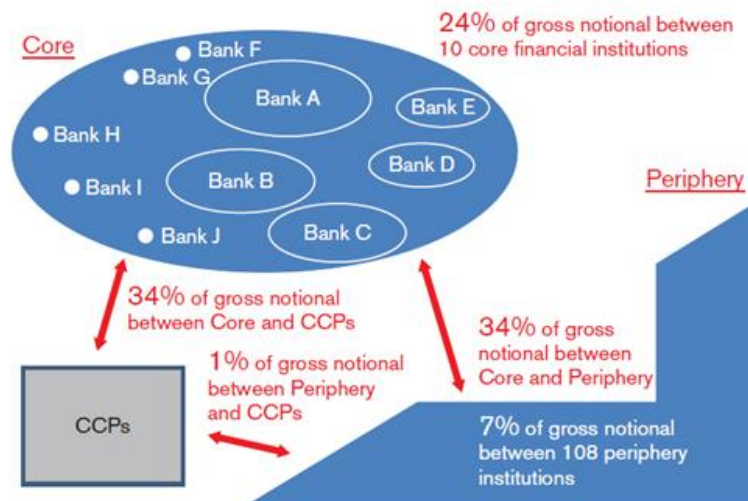 Core
24% of gross notional between
10 core financial institutions
Bank F
Bank G
Bank A
Bank E
Bank H
Bank D
Bank B
Bank I
Periphery
Bank J
Bank C
34% of gross notional
between Core and CCPs
34% of gross
notional between
Core and Periphery
1% of gross notional
between Periphery
and CCPs
CCPs
7% of gross notional
between 108 periphery
institutions